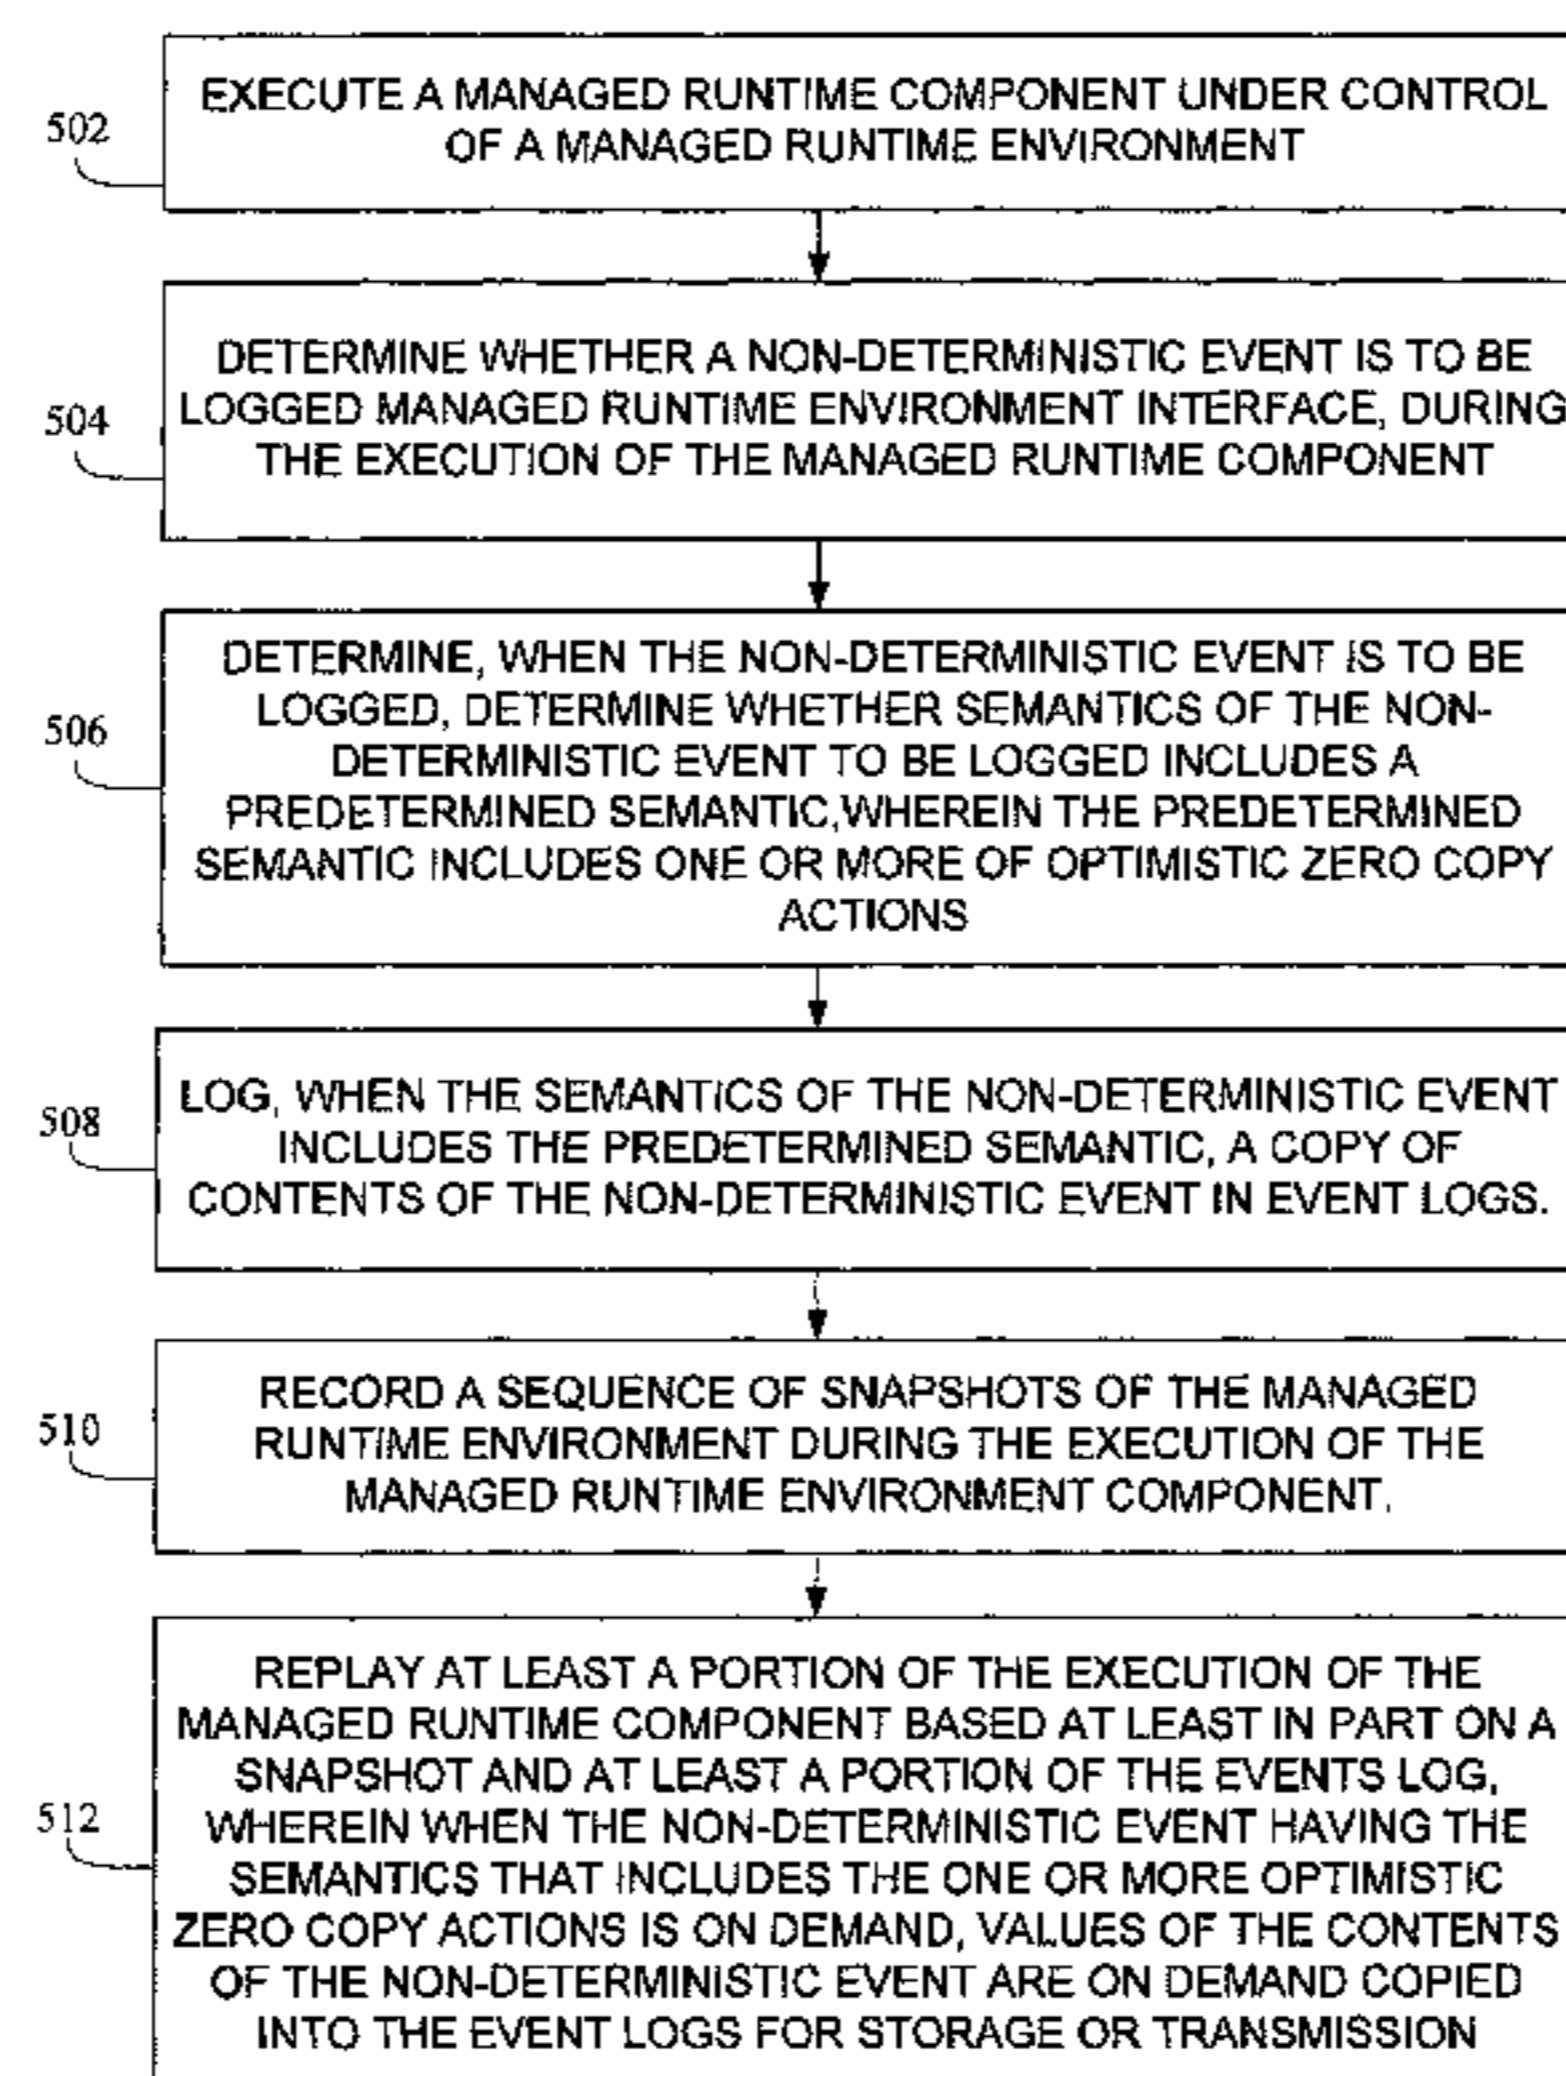 EXECUTE A MANAGED RUNTIME COMPONENT UNDER CONTROL
OF A MANAGED RUNTIME ENVIRONMENT
502
DETERMINE WHETHER A NON-DETERMINISTIC EVENT IS TO BE
LOGGED MANAGED RUNTIME ENVIRONMENT INTERFACE, DURING
THE EXECUTION OF THE MANAGED RUNTIME COMPONENT
504
DETERMINE, WHEN THE NON-DETERMINISTIC EVENT IS TO BE
LOGGED, DETERMINE WHETHER SEMANTICS OF THE NON-
DETERMINISTIC EVENT TO BE LOGGED INCLUDES A
PREDETERMINED SEMANTIC,WHEREIN THE PREDETERMINED
SEMANTIC INCLUDES ONE OR MORE OF OPTIMISTIC ZERO COPY
ACTIONS
506
LOG, WHEN THE SEMANTICS OF THE NON-DETERMINISTIC EVENT
INCLUDES THE PREDETERMINED SEMANTIC, A COPY OF
CONTENTS OF THE NON-DETERMINISTIC EVENT IN EVENT LOGS.
508
RECORD A SEQUENCE OF SNAPSHOTS OF THE MANAGED
RUNTIME ENVIRONMENT DURING THE EXECUTION OF THE
MANAGED RUNTIME ENVIRONMENT COMPONENT.
510
REPLAY AT LEAST A PORTION OF THE EXECUTION OF THE
MANAGED RUNTIME COMPONENT BASED AT LEAST IN PART ON A
SNAPSHOT AND AT LEAST A PORTION OF THE EVENTS LOG,
WHEREIN WHEN THE NON-DETERMINISTIC EVENT HAVING THE
SEMANTICS THAT INCLUDES THE ONE OR MORE OPTIMISTIC
ZERO COPY ACTIONS IS ON DEMAND, VALUES OF THE CONTENTS
OF THE NON-DETERMINISTIC EVENT ARE ON DEMAND COPIED
INTO THE EVENT LOGS FOR STORAGE OR TRANSMISSION
512